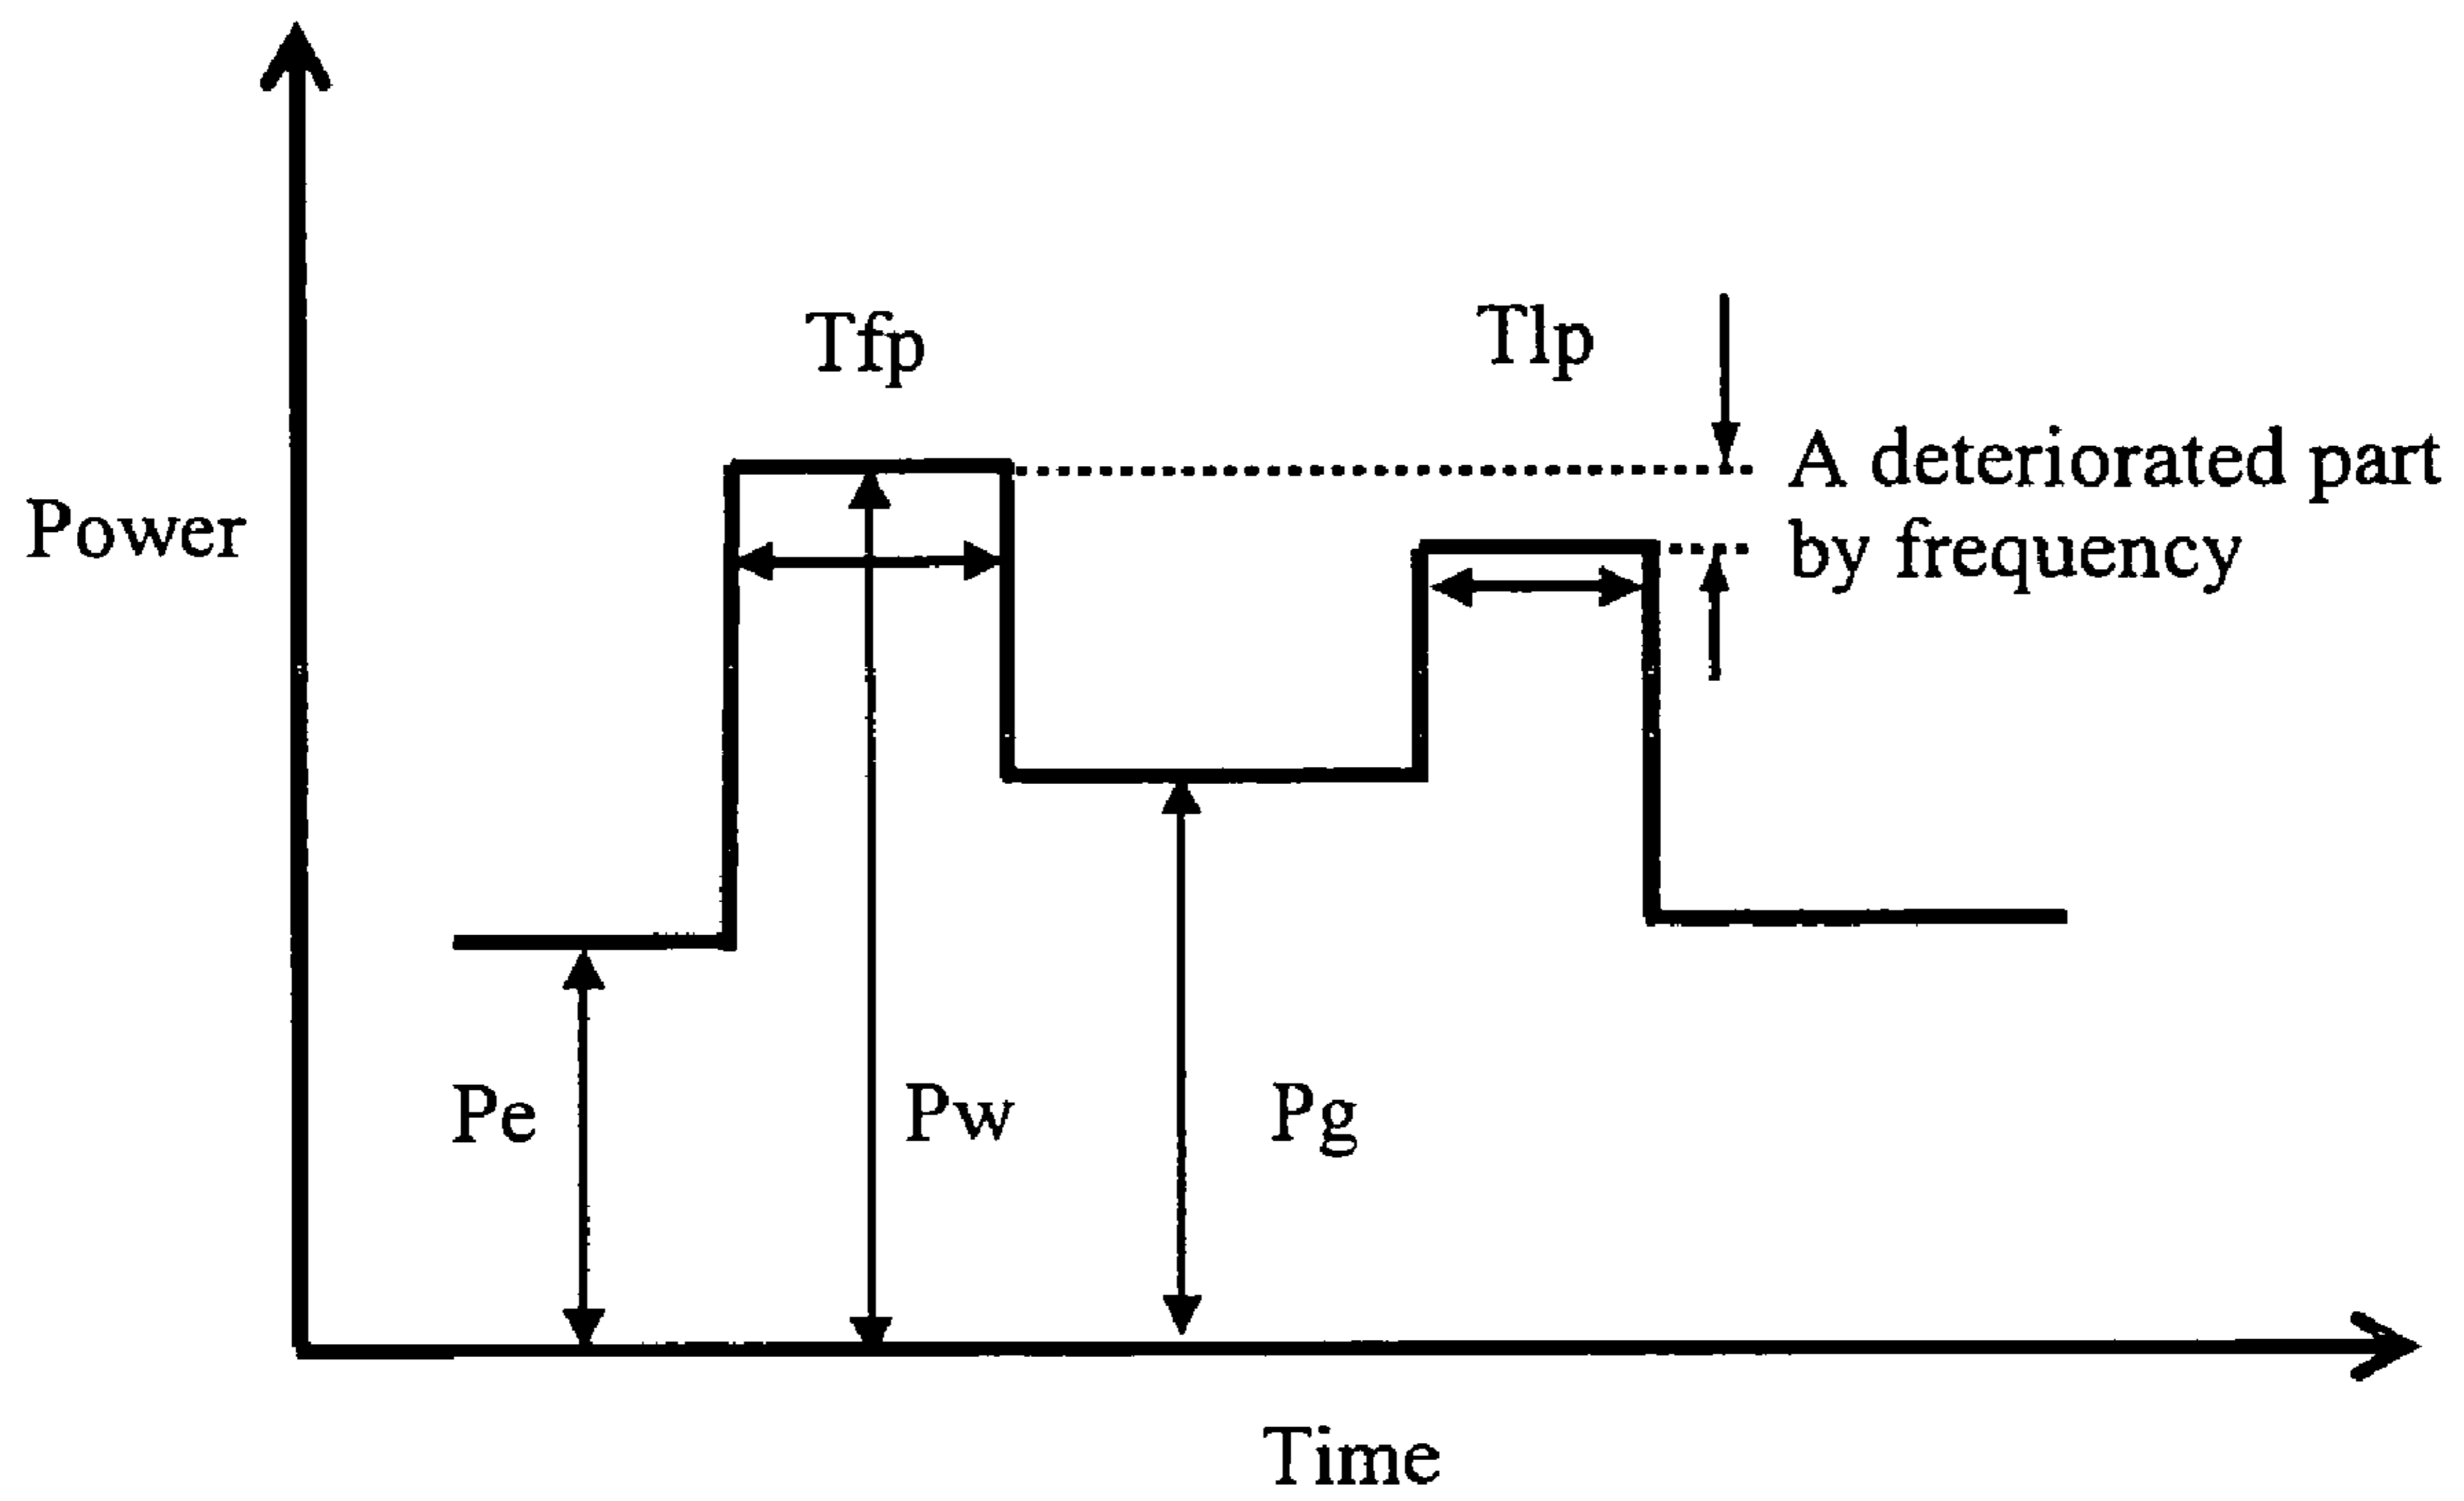 Tfp
Tlp
Power
A deteriorated part
by frequency
Pe
Pw
Pg
Time